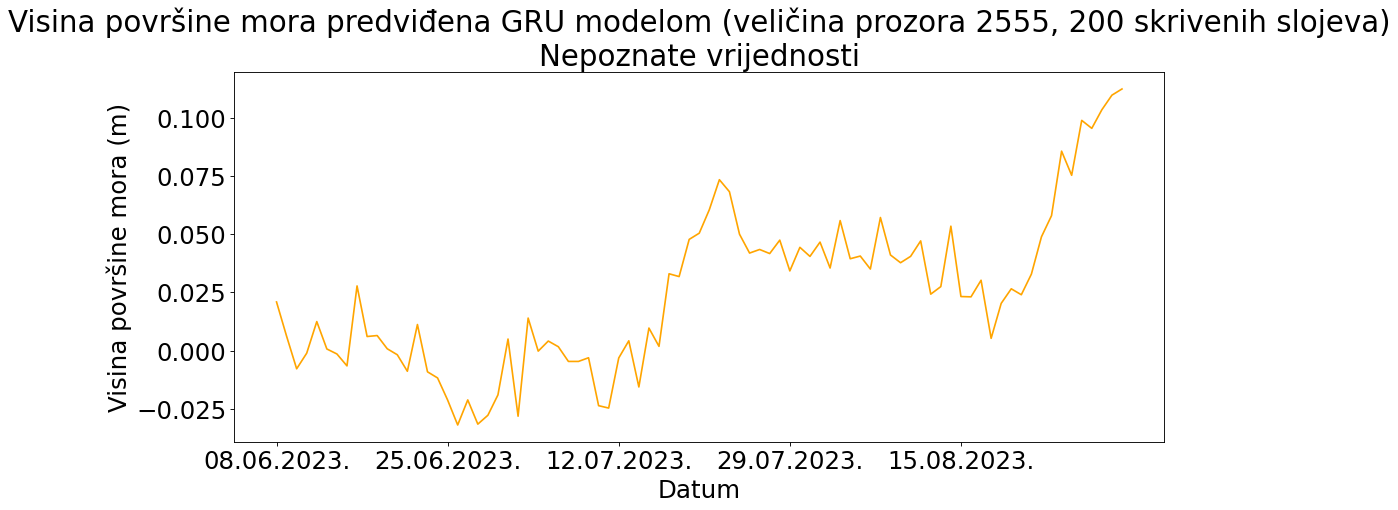 Visina površine mora predviđena GRU modelom (veličina prozora 2555, 200 skrivenih slojeva)
Nepoznate vrijednosti
Visina površine mora (m)
0.100
0.075
0.050
0.025
0.000
−0.025
08.06.2023. 25.06.2023. 12.07.2023. 29.07.2023. 15.08.2023.
Datum